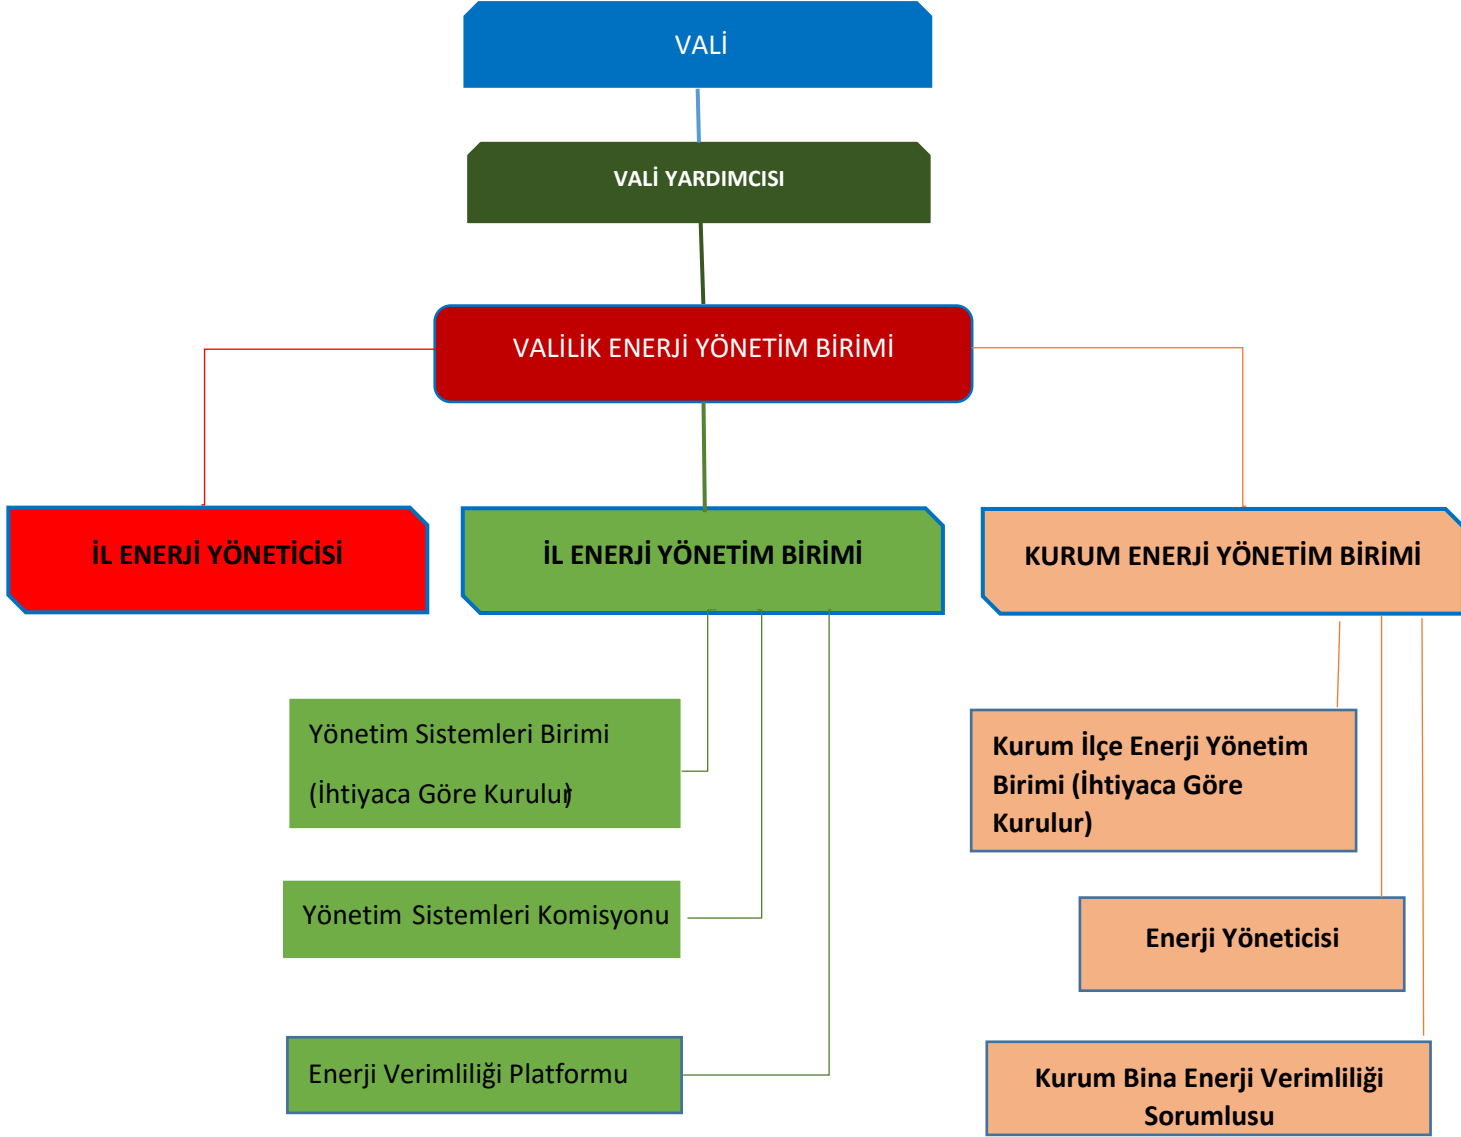 VALİ
VALİ YARDIMCISI
VALİLİK ENERJİ YÖNETİM BİRİMİ
İL ENERJİ YÖNETİCİSİ
İL ENERJİ YÖNETİM BİRİMİ
KURUM ENERJİ YÖNETİM BİRİMİ
Yönetim Sistemleri Birimi
(İhtiyaca Göre Kurulur)
Yönetim Sistemleri Komisyonu
Enerji Verimliliği Platformu
Kurum İlçe Enerji Yönetim
Birimi (İhtiyaca Göre
Kurulur)
Enerji Yöneticisi
Kurum Bina Enerji Verimliliği
Sorumlusu